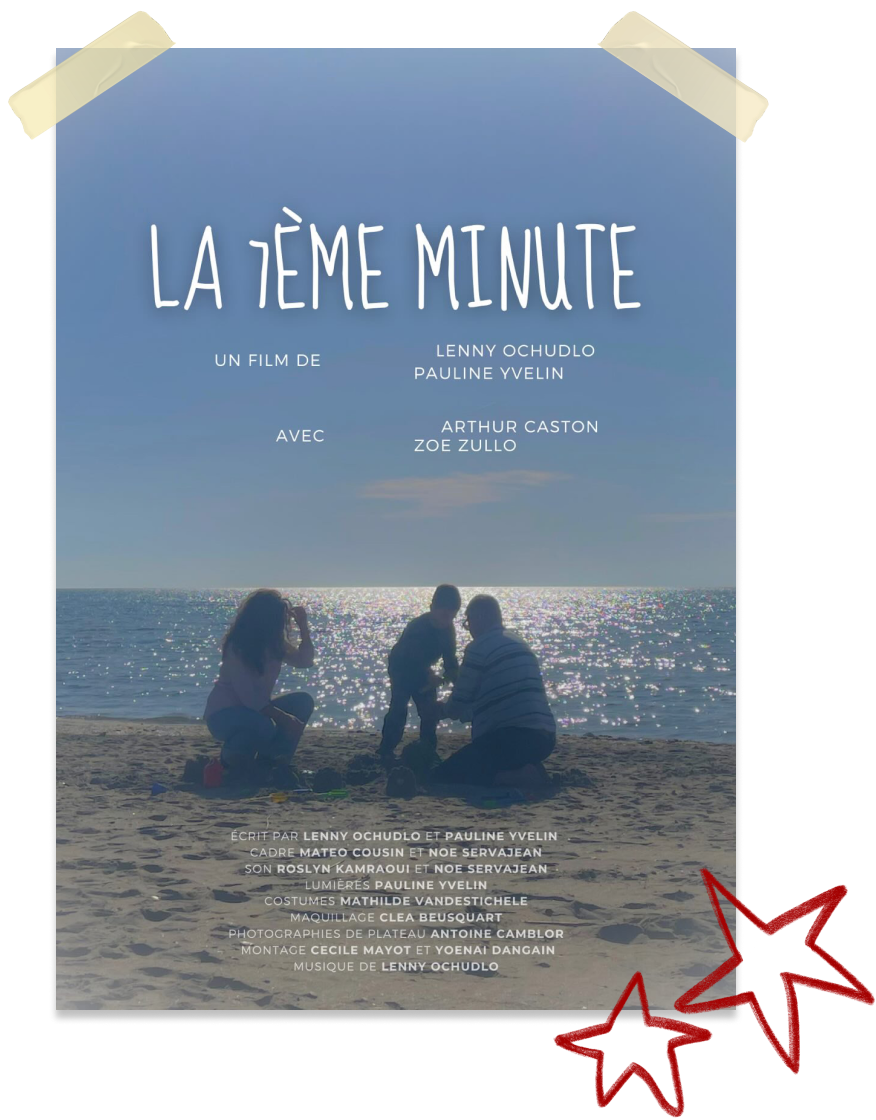 LA 7ÈME MINUTE
UN FILM DE
LENNY OCHUDLO
PAULINE YVELIN
AVEC
ARTHUR CASTON
ZOE ZULLO
ÉCRIT PAR LENNY OCHUDLO ET PAULINE YVELIN
CADRE MATEO COUSIN ET NOE SERVAJEAN
SON ROSLYN KAMRAOUI ET NOE SERVAJEAN
LUMIÈRES PAULINE YVELIN
COSTUMES MATHILDE VANDESTICHELE
MAQUILLAGE CLEA BEUSQUART
PHOTOGRAPHIES DE PLATEAU ANTOINE CAMBLOR
MONTAGE CECILE MAYOT ET YOENAI DANGAIN
MUSIQUE DE LENNY OCHUDLO